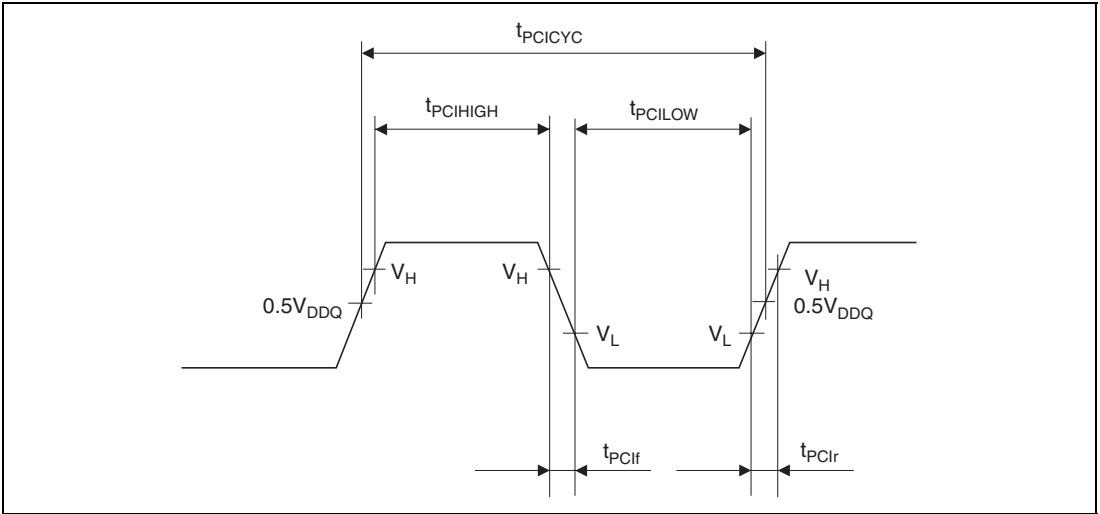 tPCICYC
tPCIHIGH
tPCILOW
VH
VH
VH
0.5VDDQ
0.5VDDQ
VL
VL
tPCIf
tPCIr